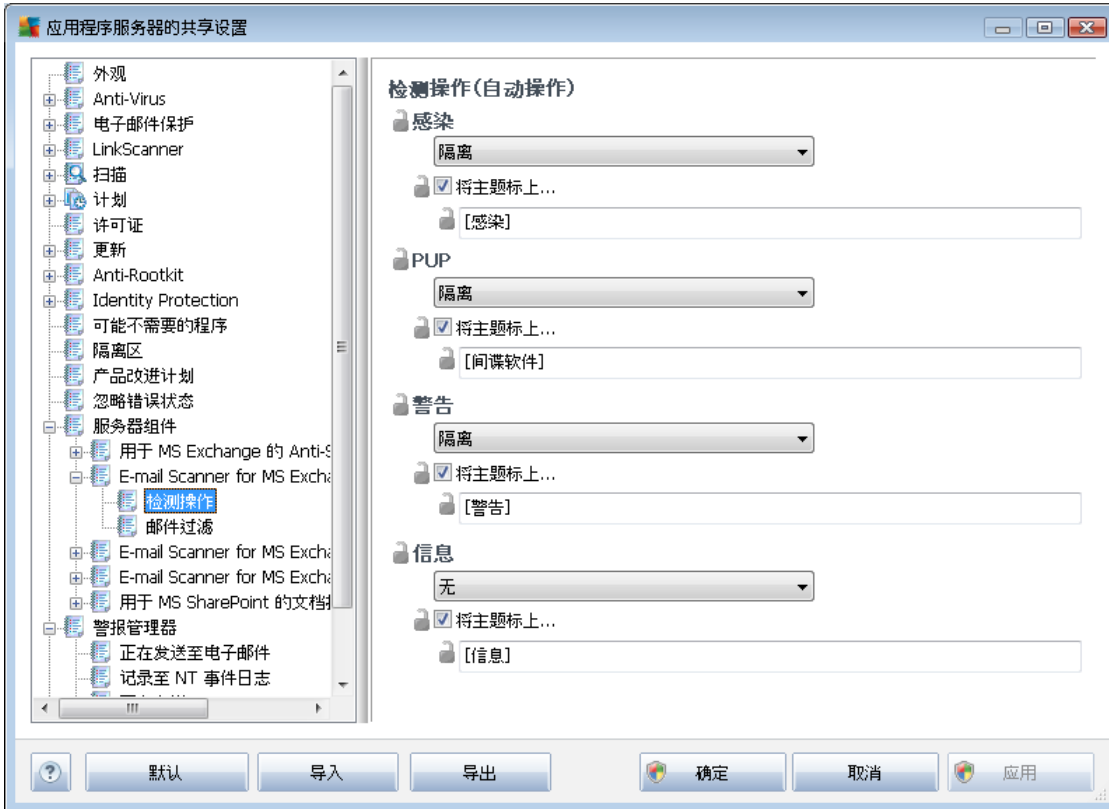 应用程序服务器的共享设置
外观
Anti-Virus
电子邮件保护
LinkScanner
扫描
计划
许可证
更新
Anti-Rootkit
Identity Protection
可能不需要的程序
隔离区
产品改进计划
忽略错误状态
服务器组件
用于 MS Exchange 的 Anti-S
E-mail Scanner for MS Excha
检测操作
邮件过滤
E-mail Scanner for MS Excha
E-mail Scanner for MS Excha
用于 MS SharePoint 的文档扫
警报管理器
正在发送至电子邮件
记录至 NT 事件日志
检测操作(自动操作)
感染
隔离
将主题标上...
[感染]
PUP
隔离
将主题标上...
[间谍软件]
警告
隔离
将主题标上...
[警告]
信息
无
将主题标上...
[信息]
默认
导入
导出
确定
取消
应用